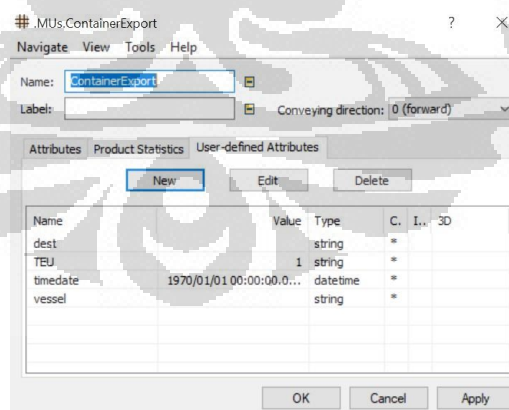 .MUs.ContainerExport ?
Navigate View Tools Help
Name: ContainerExport
Label: Conveying direction: 0 (forward)
Attributes Product Statistics User-defined Attributes
New Edit Delete
Name Value Type C. I.. 3D
dest string *
TEU 1 string *
timedate 1970/01/01 00:00:00.0... datetime *
vessel string *
OK Cancel Apply